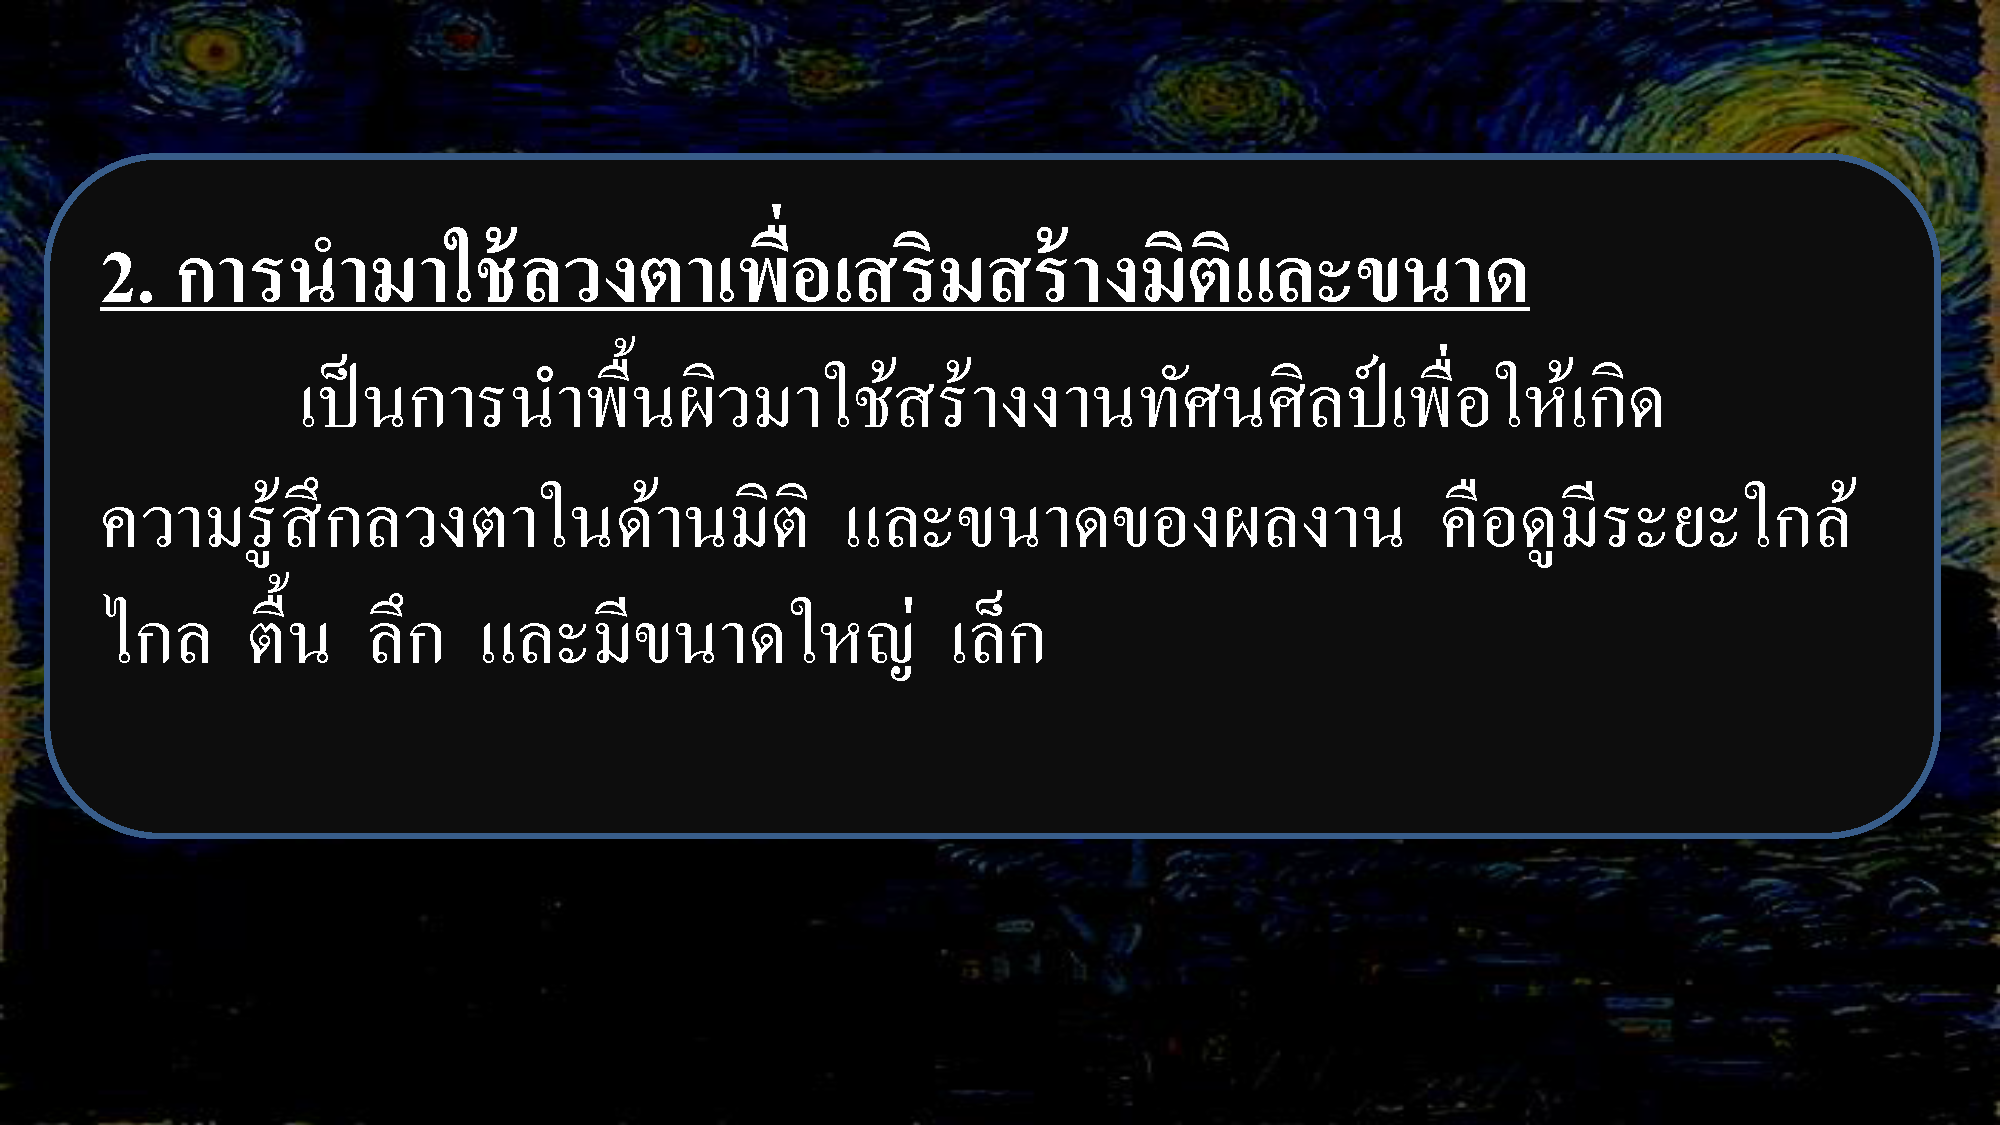 2. การนำมาใช้ลวงตาเพื่อเสริมสร้างมิติและขนาด
เป็นการนำพื้นผิวมาใช้สร้างงานทัศนศิลป์เพื่อให้เกิด
ความรู้สึกลวงตาในด้านมิติ และขนาดของผลงาน คือดูมีระยะใกล้
ไกล ตื้น ลึก และมีขนาดใหญ่ เล็ก